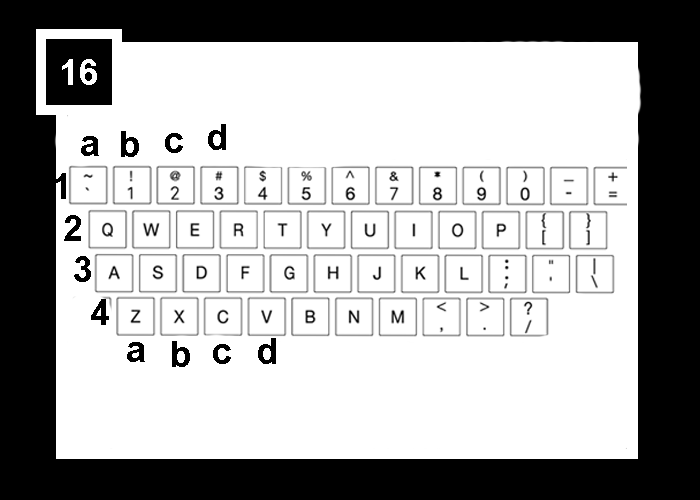 16
a b c d
1 ~ ` ! 1 @ 2 # 3 $ 4 % 5 ^ 6 & 7 * 8 ( 9 ) 0 _ - + =
2 Q W E R T Y U I O P { [ } ]
3 A S D F G H J K L : ; " ' | \
4 Z X C V B N M < , > . ? /
a b c d